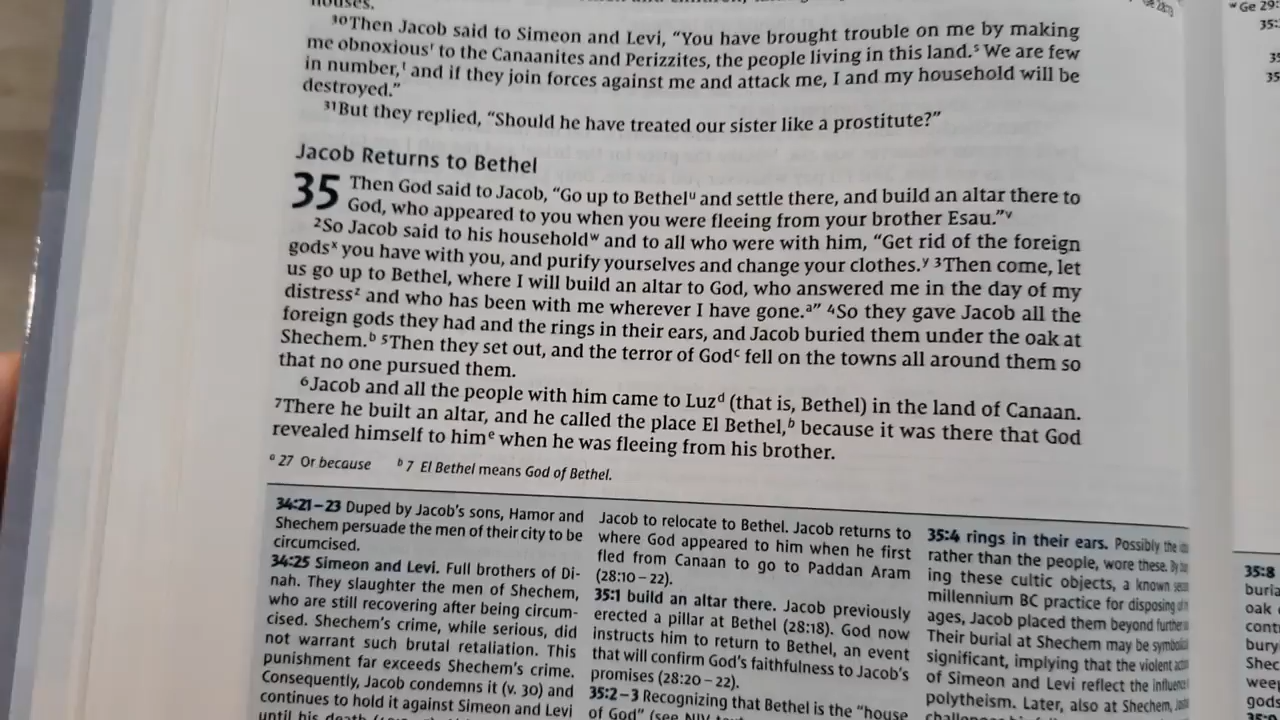 houses.
³⁰Then Jacob said to Simeon and Levi, “You have brought trouble on me by making
me obnoxiousʳ to the Canaanites and Perizzites, the people living in this land.ˢ We are few
in number,ᵗ and if they join forces against me and attack me, I and my household will be
destroyed.”
³¹But they replied, “Should he have treated our sister like a prostitute?”
Jacob Returns to Bethel
35 Then God said to Jacob, “Go up to Bethelᵘ and settle there, and build an altar there to
God, who appeared to you when you were fleeing from your brother Esau.”ᵛ
²So Jacob said to his householdʷ and to all who were with him, “Get rid of the foreign
godsˣ you have with you, and purify yourselves and change your clothes.ʸ ³Then come, let
us go up to Bethel, where I will build an altar to God, who answered me in the day of my
distressᶻ and who has been with me wherever I have gone.ᵃ” ⁴So they gave Jacob all the
foreign gods they had and the rings in their ears, and Jacob buried them under the oak at
Shechem.ᵇ ⁵Then they set out, and the terror of Godᶜ fell on the towns all around them so
that no one pursued them.
⁶Jacob and all the people with him came to Luzᵈ (that is, Bethel) in the land of Canaan.
⁷There he built an altar, and he called the place El Bethel,ᵇ because it was there that God
revealed himself to himᵉ when he was fleeing from his brother.
ᵃ 27 Or because ᵇ 7 El Bethel means God of Bethel.
34:21–23 Duped by Jacob’s sons, Hamor and
Shechem persuade the men of their city to be
circumcised.
34:25 Simeon and Levi. Full brothers of Di-
nah. They slaughter the men of Shechem,
who are still recovering after being circum-
cised. Shechem’s crime, while serious, did
not warrant such brutal retaliation. This
punishment far exceeds Shechem’s crime.
Consequently, Jacob condemns it (v. 30) and
continues to hold it against Simeon and Levi
until his death
Jacob to relocate to Bethel. Jacob returns to
where God appeared to him when he first
fled from Canaan to go to Paddan Aram
(28:10–22).
35:1 build an altar there. Jacob previously
erected a pillar at Bethel (28:18). God now
instructs him to return to Bethel, an event
that will confirm God’s faithfulness to Jacob’s
promises (28:20–22).
35:2–3 Recognizing that Bethel is the “house
of God” (see NIV
35:4 rings in their ears. Possibly the
rather than the people, wore these. By
ing these cultic objects, a known
millennium BC practice for disposing of
ages, Jacob placed them beyond
Their burial at Shechem may be
significant, implying that the violent
of Simeon and Levi reflect the influence
polytheism. Later, also at Shechem,
ʷ Ge 29:
35:
35
35:8
buria
oak
cont
bury
Shec
weep
god